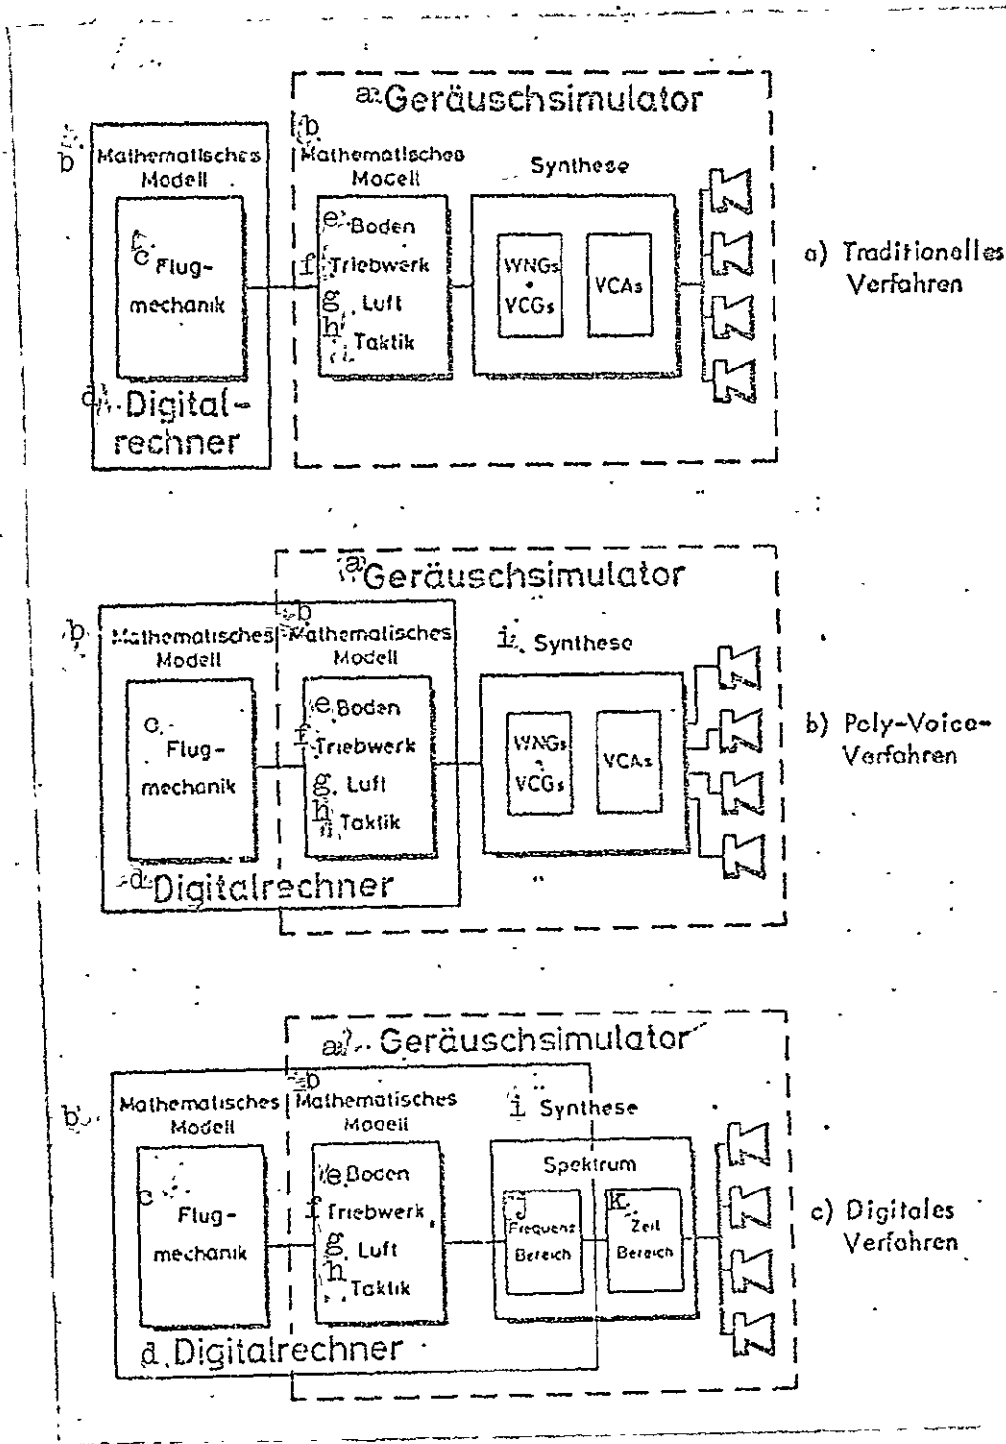 a Geräuschsimulator
b
b
Mathematisches
Modell
Mathematisches
Modell
Synthese
c Flug-
mechanik
e Boden
f Triebwerk
g. Luft
h Taktik
WNGs
VCGs
VCAs
d Digital-
rechner
a) Traditionelles
Verfahren
a Geräuschsimulator
b
b
Mathematisches
Modell
Mathematisches
Modell
i. Synthese
c. Flug-
mechanik
e. Boden
f Triebwerk
g. Luft
h. Taktik
WNGs
VCGs
VCAs
d Digitalrechner
b) Poly-Voice-
Verfahren
a Geräuschsimulator
b
b
Mathematisches
Modell
Mathematisches
Modell
i Synthese
Spektrum
c Flug-
mechanik
e Boden
f Triebwerk
g. Luft
h Taktik
j Frequenz
Bereich
k Zeit
Bereich
d. Digitalrechner
c) Digitales
Verfahren